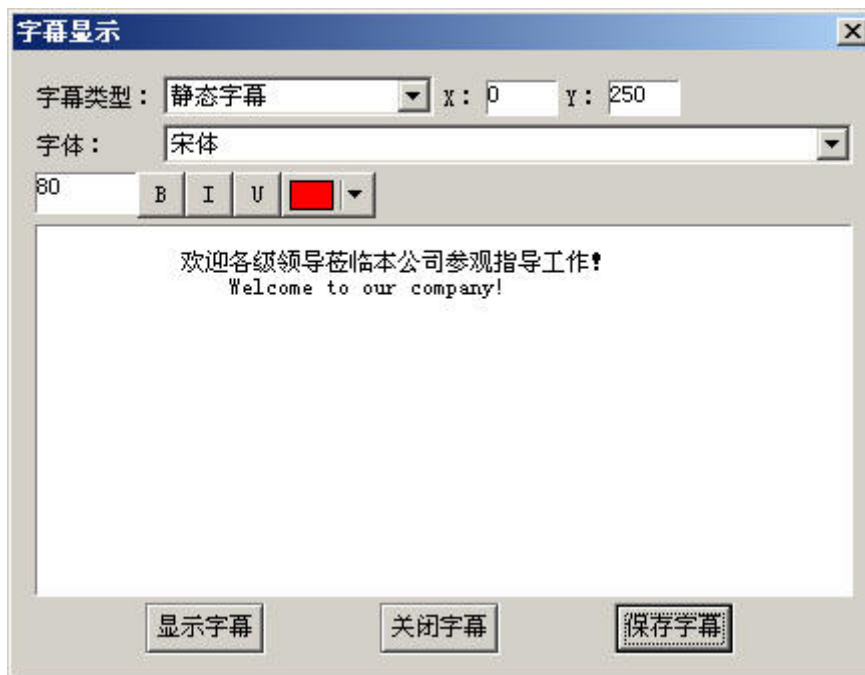 字幕显示
字幕类型： 静态字幕 X： 0 Y： 250
字体： 宋体
80 B I U
欢迎各级领导莅临本公司参观指导工作！
Welcome to our company!
显示字幕 关闭字幕 保存字幕